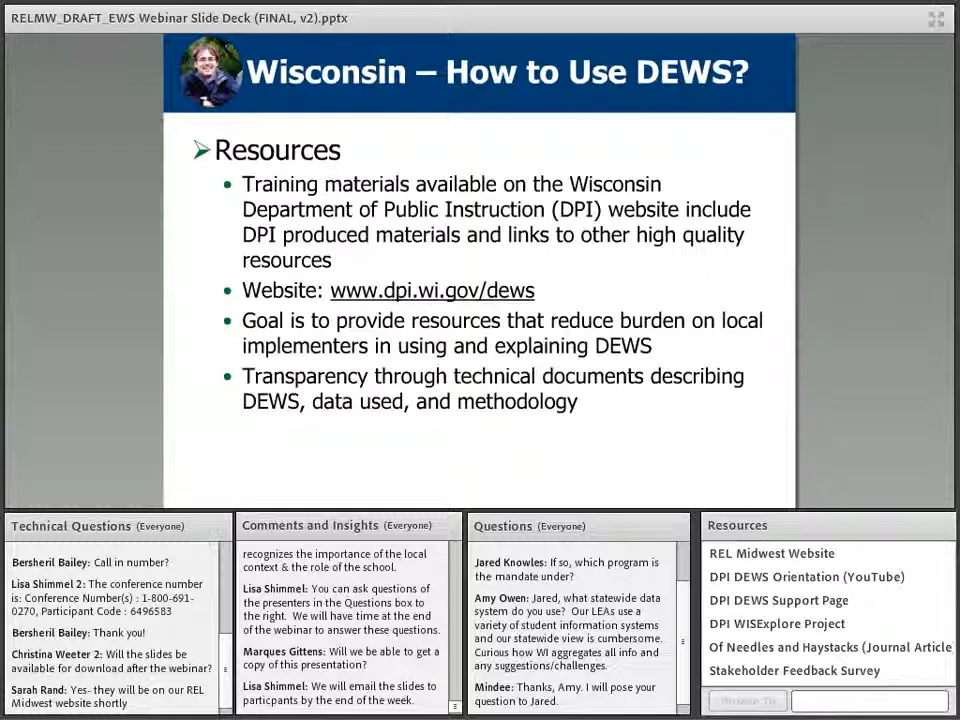 RELMW_DRAFT_EWS Webinar Slide Deck (FINAL, v2).pptx
Wisconsin – How to Use DEWS?
Resources
Training materials available on the Wisconsin
Department of Public Instruction (DPI) website include
DPI produced materials and links to other high quality
resources
Website: www.dpi.wi.gov/dews
Goal is to provide resources that reduce burden on local
implementers in using and explaining DEWS
Transparency through technical documents describing
DEWS, data used, and methodology
Technical Questions (Everyone)
Bersheril Bailey: Call in number?
Lisa Shimmel 2: The conference number
is: Conference Number(s) : 1-800-691-
0270, Participant Code : 6496583
Bersheril Bailey: Thank you!
Christina Weeter 2: Will the slides be
available for download after the webinar?
Sarah Rand: Yes- they will be on our REL
Midwest website shortly
Comments and Insights (Everyone)
recognizes the importance of the local
context & the role of the school.
Lisa Shimmel: You can ask questions of
the presenters in the Questions box to
the right. We will have time at the end
of the webinar to answer these questions.
Marques Gittens: Will we be able to get a
copy of this presentation?
Lisa Shimmel: We will email the slides to
particpants by the end of the week.
Questions (Everyone)
Jared Knowles: If so, which program is
the mandate under?
Amy Owen: Jared, what statewide data
system do you use? Our LEAs use a
variety of student information systems
and our statewide view is cumbersome.
Curious how WI aggregates all info and
any suggestions/challenges.
Mindee: Thanks, Amy. I will pose your
question to Jared.
Resources
REL Midwest Website
DPI DEWS Orientation (YouTube)
DPI DEWS Support Page
DPI WISExplore Project
Of Needles and Haystacks (Journal Article
Stakeholder Feedback Survey
Browse To